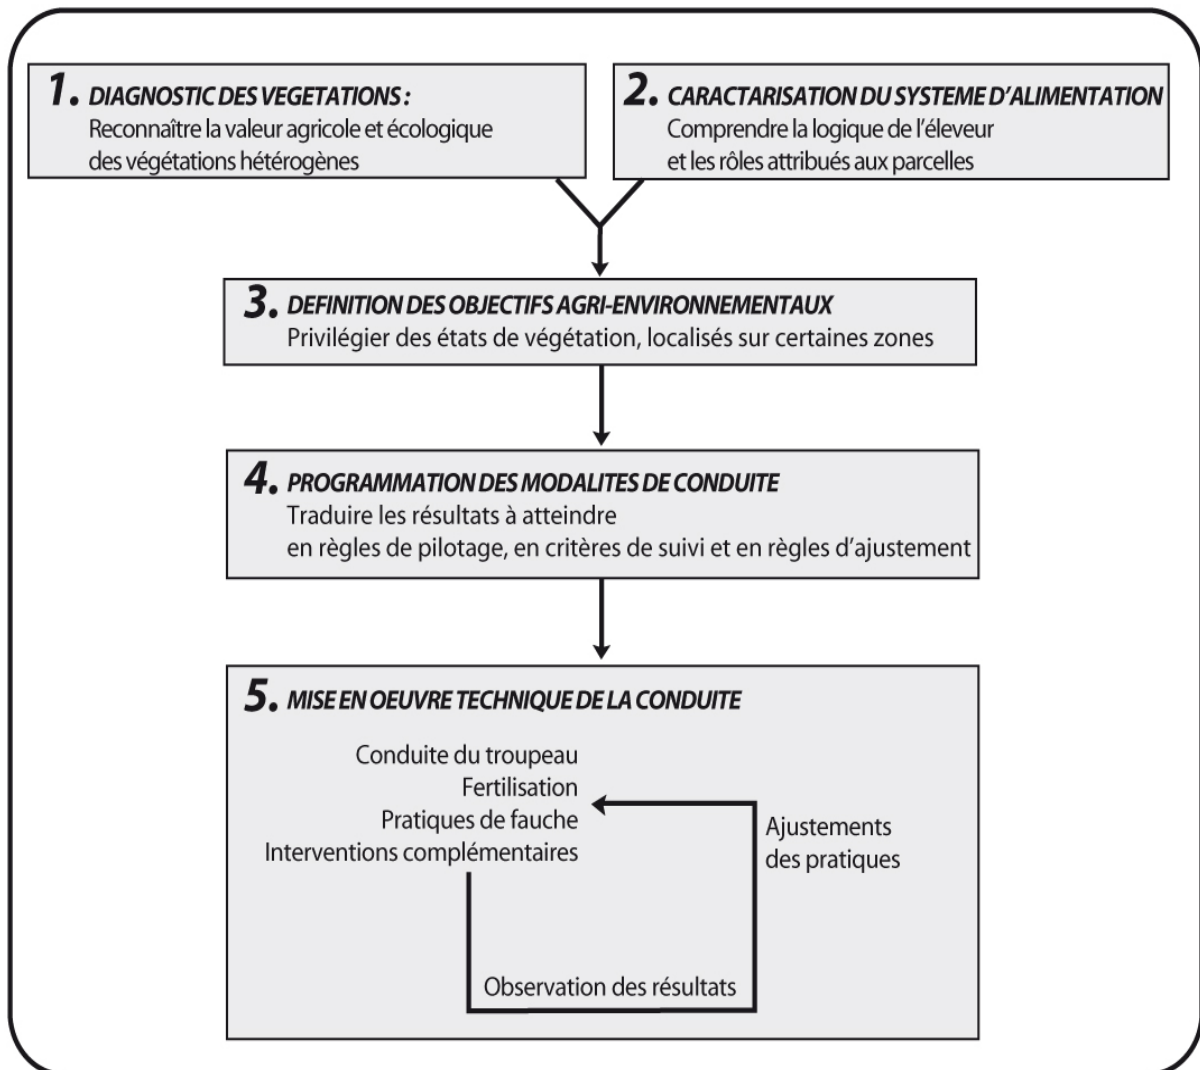 1. DIAGNOSTIC DES VEGETATIONS :
Reconnaître la valeur agricole et écologique
des végétations hétérogènes
2. CARACTARISATION DU SYSTEME D'ALIMENTATION
Comprendre la logique de l'éleveur
et les rôles attribués aux parcelles
3. DEFINITION DES OBJECTIFS AGRI-ENVIRONNEMENTAUX
Privilégier des états de végétation, localisés sur certaines zones
4. PROGRAMMATION DES MODALITES DE CONDUITE
Traduire les résultats à atteindre
en règles de pilotage, en critères de suivi et en règles d'ajustement
5. MISE EN OEUVRE TECHNIQUE DE LA CONDUITE
Conduite du troupeau
Fertilisation
Pratiques de fauche
Interventions complémentaires
Ajustements
des pratiques
Observation des résultats